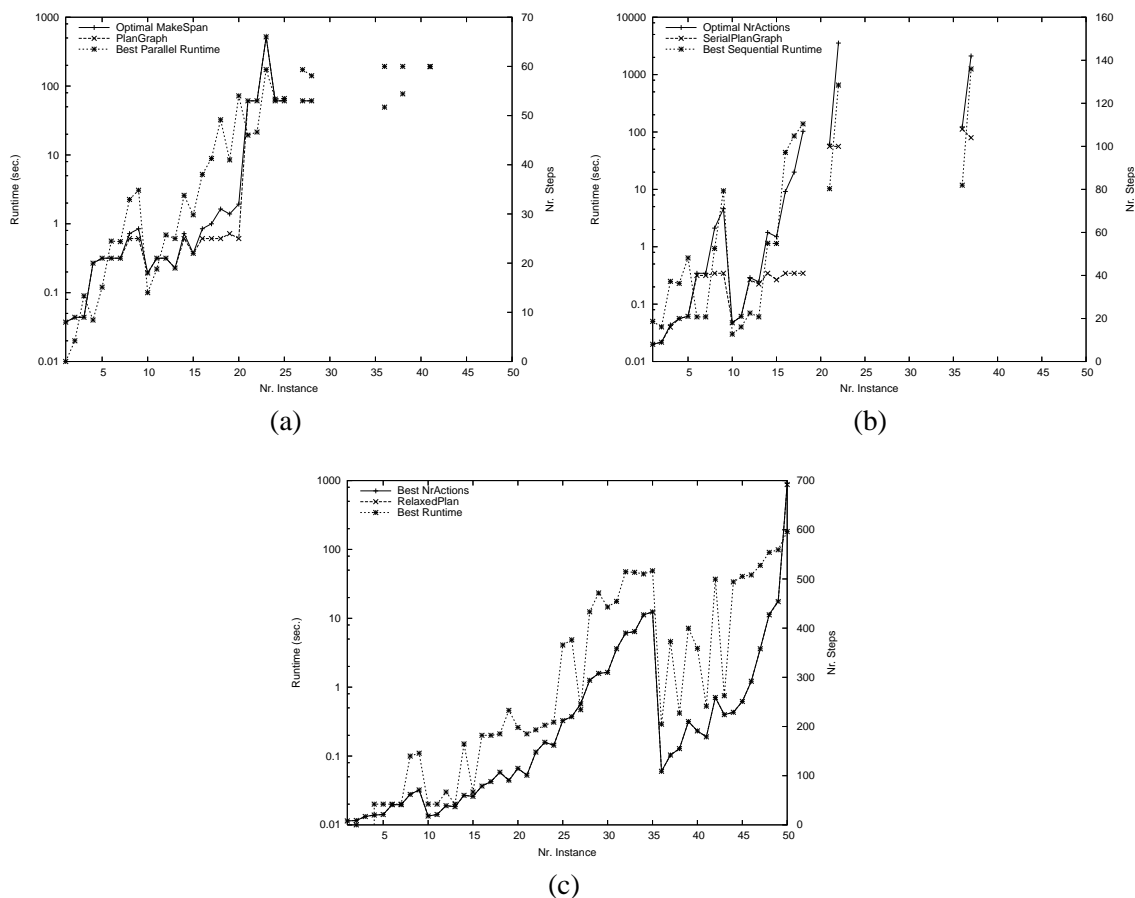 Optimal MakeSpan
PlanGraph
Best Parallel Runtime
1000
100
10
1
0.1
0.01
Runtime (sec.)
70
60
50
40
30
20
10
0
Nr. Steps
5 10 15 20 25 30 35 40 45 50
Nr. Instance
(a)
Optimal NrActions
SerialPlanGraph
Best Sequential Runtime
10000
1000
100
10
1
0.1
0.01
Runtime (sec.)
160
140
120
100
80
60
40
20
0
Nr. Steps
5 10 15 20 25 30 35 40 45 50
Nr. Instance
(b)
Best NrActions
RelaxedPlan
Best Runtime
1000
100
10
1
0.1
0.01
Runtime (sec.)
700
600
500
400
300
200
100
0
Nr. Steps
5 10 15 20 25 30 35 40 45 50
Nr. Instance
(c)